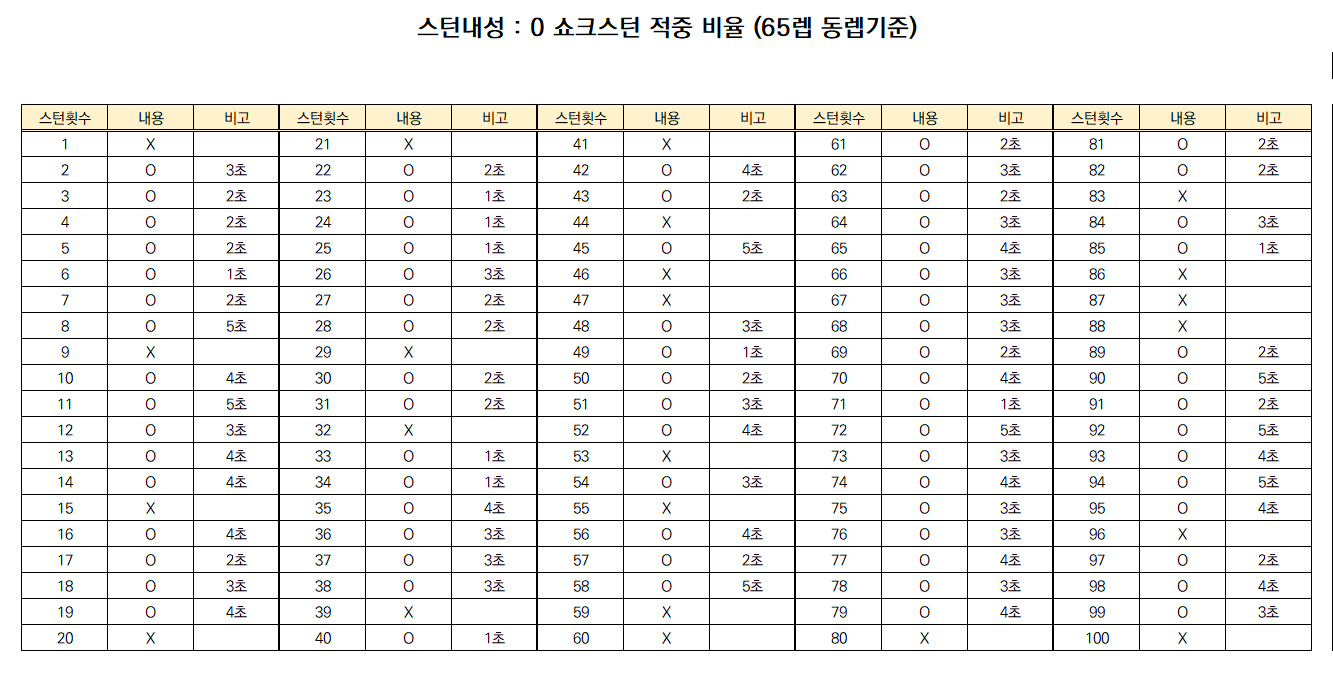 스턴내성 : 0 쇼크스턴 적중 비율 (65렙 동렙기준)
스턴횟수 내용 비고 스턴횟수 내용 비고 스턴횟수 내용 비고 스턴횟수 내용 비고 스턴횟수 내용 비고
1 X 21 X 41 X 61 O 2초 81 O 2초
2 O 3초 22 O 2초 42 O 4초 62 O 3초 82 O 2초
3 O 2초 23 O 1초 43 O 2초 63 O 2초 83 X
4 O 2초 24 O 1초 44 X 64 O 3초 84 O 3초
5 O 2초 25 O 1초 45 O 5초 65 O 4초 85 O 1초
6 O 1초 26 O 3초 46 X 66 O 3초 86 X
7 O 2초 27 O 2초 47 X 67 O 3초 87 X
8 O 5초 28 O 2초 48 O 3초 68 O 3초 88 X
9 X 29 X 49 O 1초 69 O 2초 89 O 2초
10 O 4초 30 O 2초 50 O 2초 70 O 4초 90 O 5초
11 O 5초 31 O 2초 51 O 3초 71 O 1초 91 O 2초
12 O 3초 32 X 52 O 4초 72 O 5초 92 O 5초
13 O 4초 33 O 1초 53 X 73 O 3초 93 O 4초
14 O 4초 34 O 1초 54 O 3초 74 O 4초 94 O 5초
15 X 35 O 4초 55 X 75 O 3초 95 O 4초
16 O 4초 36 O 3초 56 O 4초 76 O 3초 96 X
17 O 2초 37 O 3초 57 O 2초 77 O 4초 97 O 2초
18 O 3초 38 O 3초 58 O 5초 78 O 3초 98 O 4초
19 O 4초 39 X 59 X 79 O 4초 99 O 3초
20 X 40 O 1초 60 X 80 X 100 X